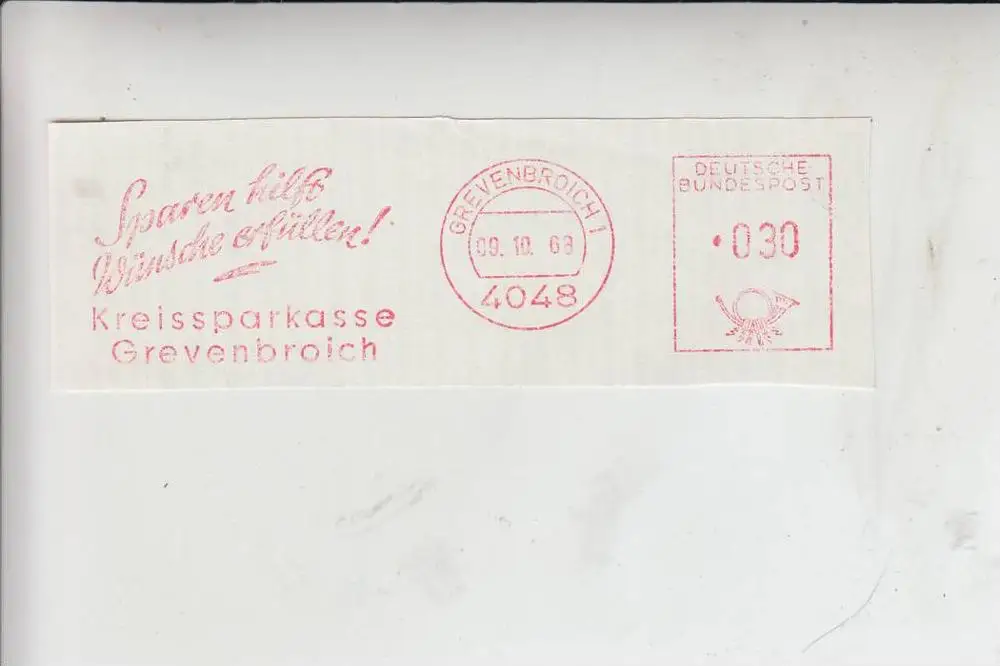 Sparen hilft
Wünsche erfüllen!
Kreissparkasse
Grevenbroich
GREVENBROICH 1
09.10.68
4048
DEUTSCHE
BUNDESPOST
•030